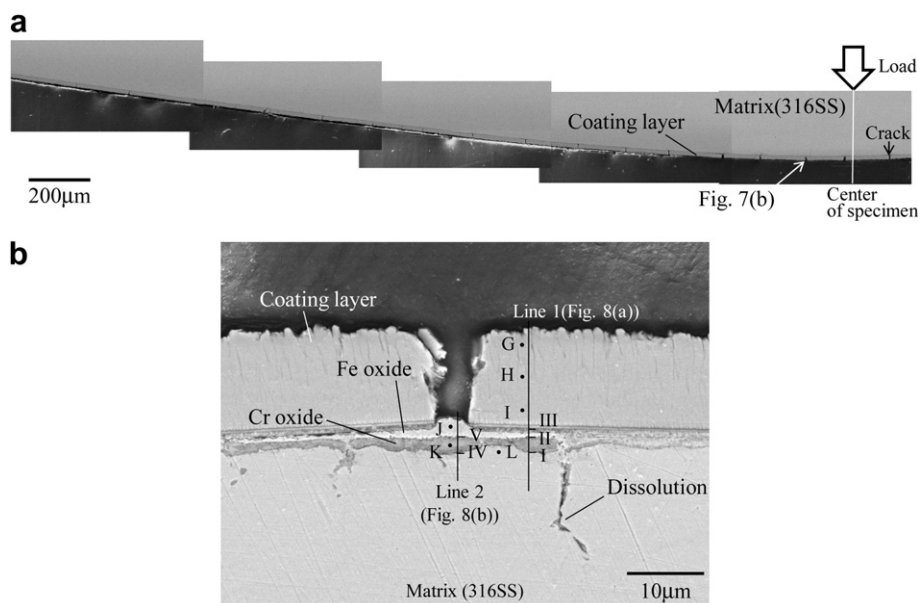 a
Load
Matrix(316SS)
Coating layer
Crack
200μm
Fig. 7(b)
Center
of specimen
b
Coating layer
Line 1(Fig. 8(a))
G
H
Fe oxide
I
Cr oxide
J
III
V
II
K
IV
L
I
Line 2
(Fig. 8(b))
Dissolution
Matrix (316SS)
10μm